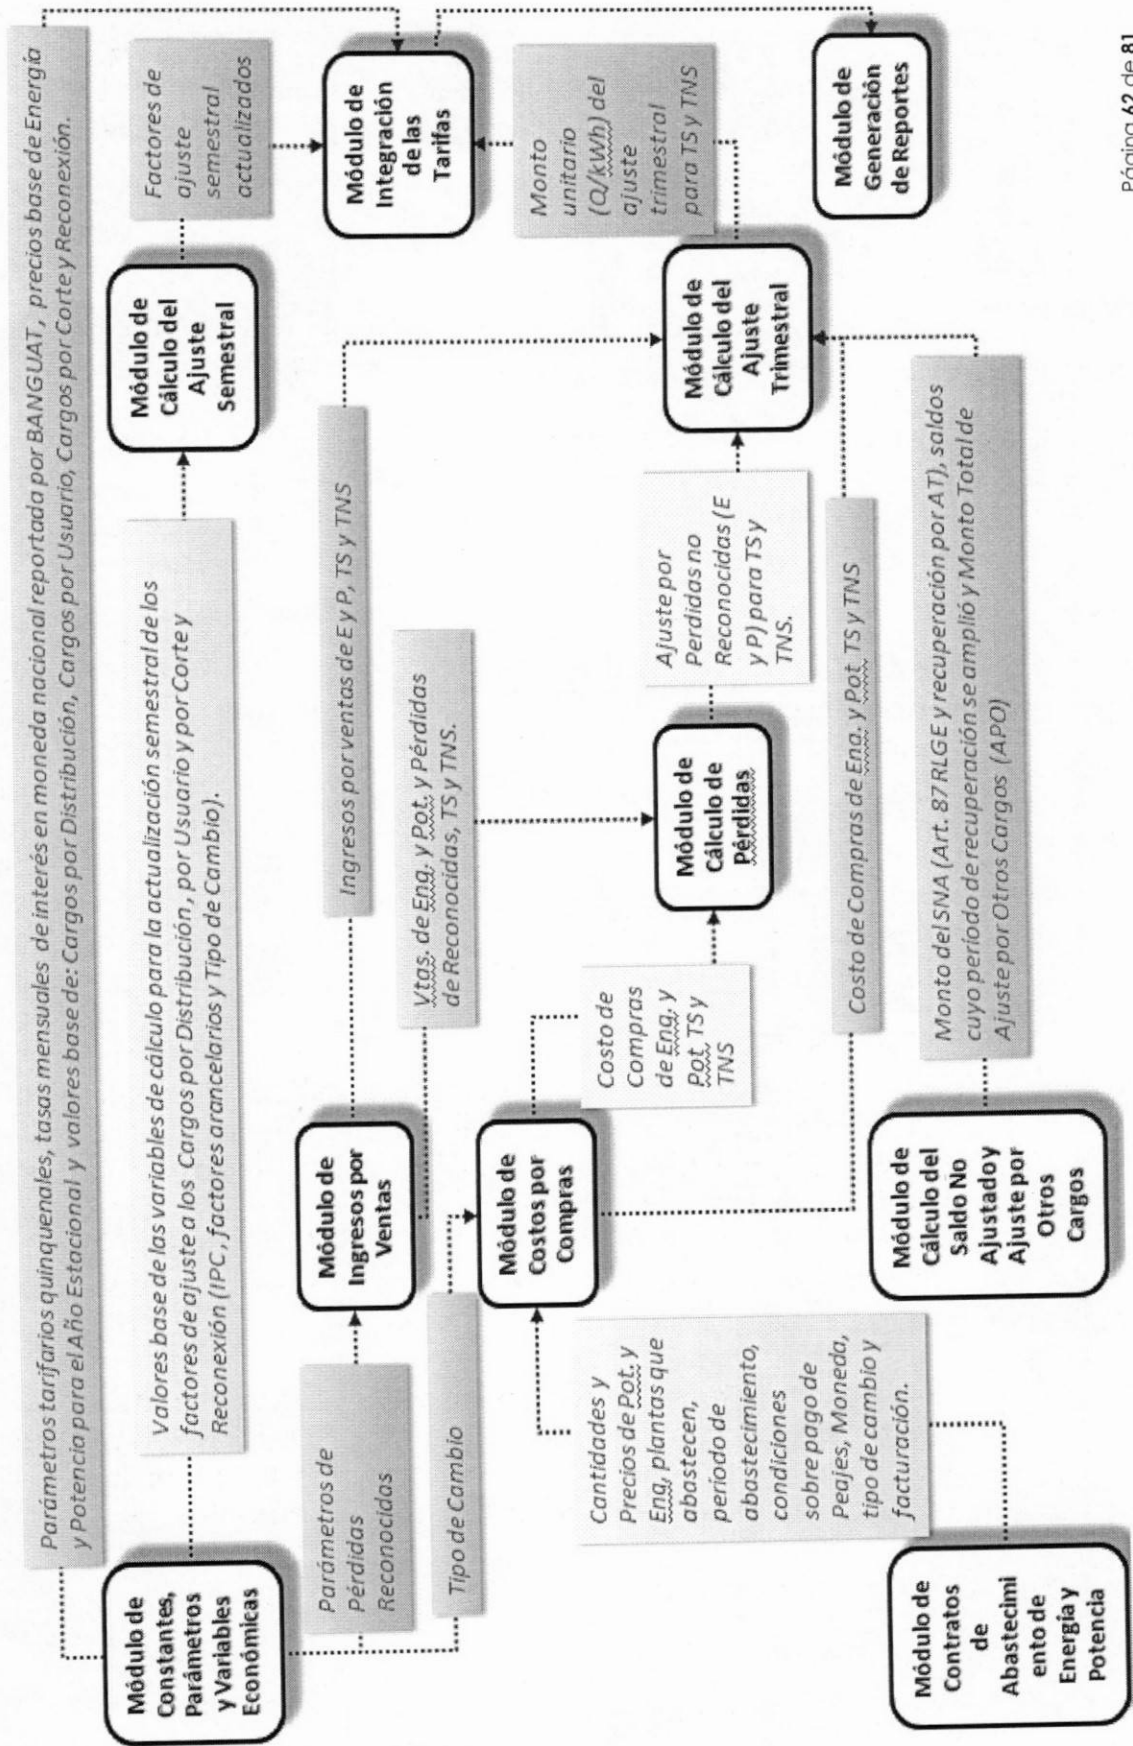 Parámetros tarifarios quinquenales, tasas mensuales de interés en moneda nacional reportada por BANGUAT, precios base de Energía
y Potencia para el Año Estacional y valores base de: Cargos por Distribución, Cargos por Usuario, Cargos por Corte y Reconexión.
Módulo de
Constantes,
Parámetros
y Variables
Económicas
Valores base de las variables de cálculo para la actualización semestral de los
factores de ajuste a los Cargos por Distribución, por Usuario y por Corte y
Reconexión (IPC, factores arancelarios y Tipo de Cambio).
Módulo de
Cálculo del
Ajuste
Semestral
Factores de
ajuste
semestral
actualizados
Parámetros de
Pérdidas
Reconocidas
Módulo de
Ingresos por
Ventas
Ingresos por ventas de E y P, TS y TNS
Módulo de
Integración
de las
Tarifas
Tipo de Cambio
Vtas. de Eng. y Pot. y Pérdidas
de Reconocidas, TS y TNS.
Módulo de
Costos por
Compras
Monto
unitario
(Q/kWh) del
ajuste
trimestral
para TS y TNS
Cantidades y
Precios de Pot. y
Eng, plantas que
abastecen,
período de
abastecimiento,
condiciones
sobre pago de
Peajes, Moneda,
tipo de cambio y
facturación.
Costo de
Compras
de Eng. y
Pot. TS y
TNS
Módulo de
Cálculo de
Pérdidas
Ajuste por
Perdidas no
Reconocidas (E
y P) para TS y
TNS.
Módulo de
Cálculo del
Ajuste
Trimestral
Costo de Compras de Eng. y Pot. TS y TNS
Módulo de
Contratos
de
Abastecimi
ento de
Energía y
Potencia
Módulo de
Cálculo del
Saldo No
Ajustado y
Ajuste por
Otros
Cargos
Monto del SNA (Art. 87 RLGE y recuperación por AT), saldos
cuyo período de recuperación se amplió y Monto Total de
Ajuste por Otros Cargos (APO)
Módulo de
Generación
de Reportes
Página 62 de 81